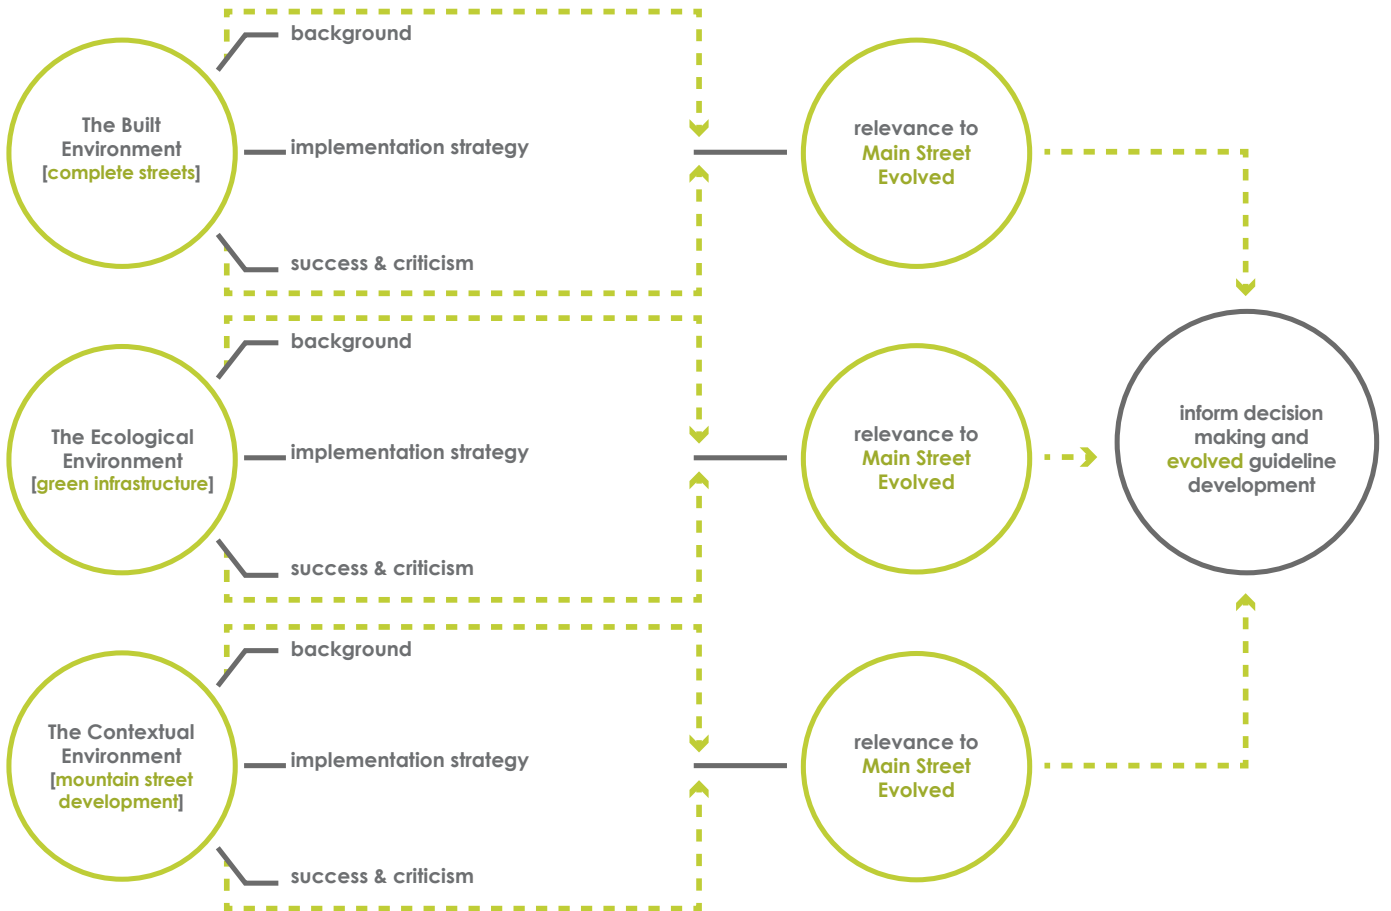 background
The Built
Environment
[complete streets]
implementation strategy
success & criticism
relevance to
Main Street
Evolved
background
The Ecological
Environment
[green infrastructure]
implementation strategy
success & criticism
relevance to
Main Street
Evolved
inform decision
making and
evolved guideline
development
background
The Contextual
Environment
[mountain street
development]
implementation strategy
success & criticism
relevance to
Main Street
Evolved